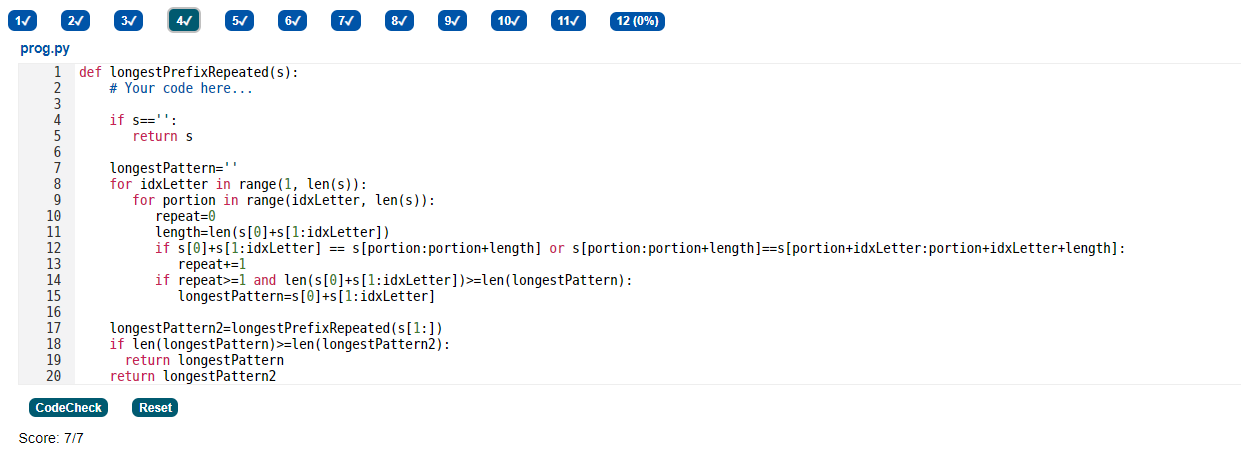 1✓ 2✓ 3✓ 4✓ 5✓ 6✓ 7✓ 8✓ 9✓ 10✓ 11✓ 12 (0%)
prog.py
1 def longestPrefixRepeated(s):
2     # Your code here...
3
4     if s=='':
5        return s
6
7     longestPattern=''
8     for idxLetter in range(1, len(s)):
9        for portion in range(idxLetter, len(s)):
10           repeat=0
11           length=len(s[0]+s[1:idxLetter])
12           if s[0]+s[1:idxLetter] == s[portion:portion+length] or s[portion:portion+length]==s[portion+idxLetter:portion+idxLetter+length]:
13              repeat+=1
14           if repeat>=1 and len(s[0]+s[1:idxLetter])>=len(longestPattern):
15              longestPattern=s[0]+s[1:idxLetter]
16
17     longestPattern2=longestPrefixRepeated(s[1:])
18     if len(longestPattern)>=len(longestPattern2):
19       return longestPattern
20     return longestPattern2
CodeCheck Reset
Score: 7/7